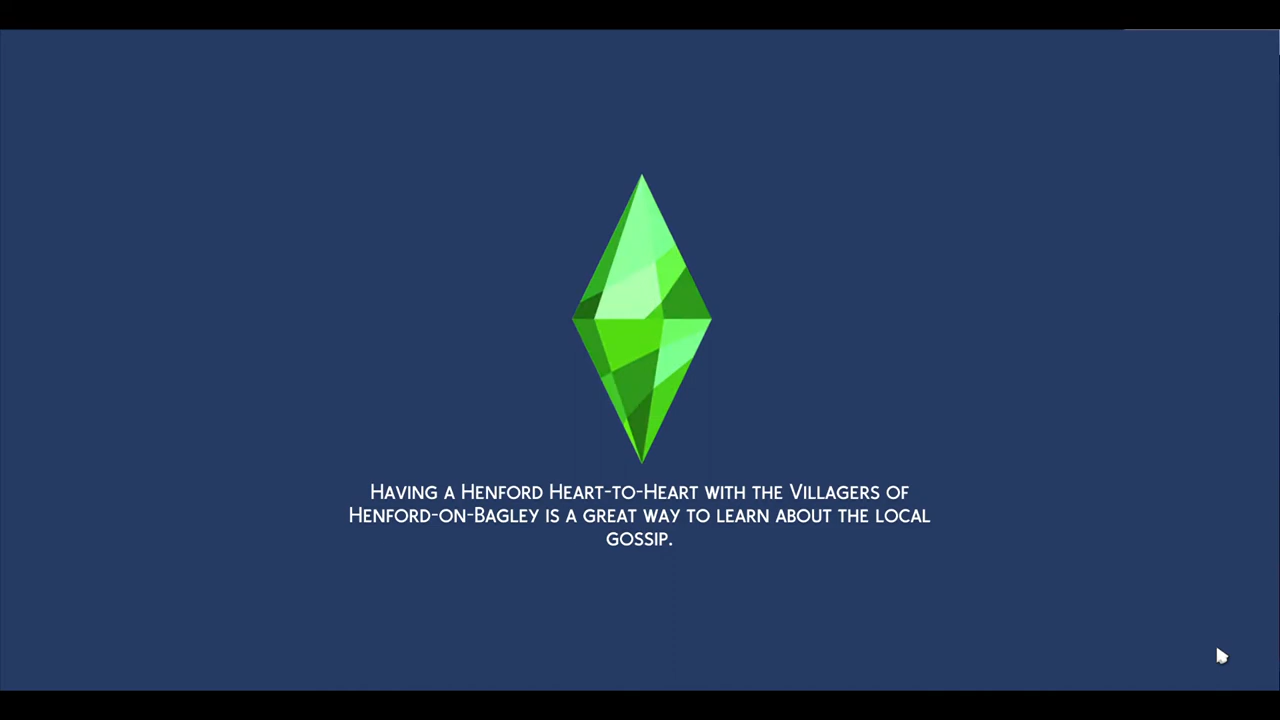 Having a Henford Heart-to-Heart with the Villagers of
Henford-on-Bagley is a great way to learn about the local
gossip.